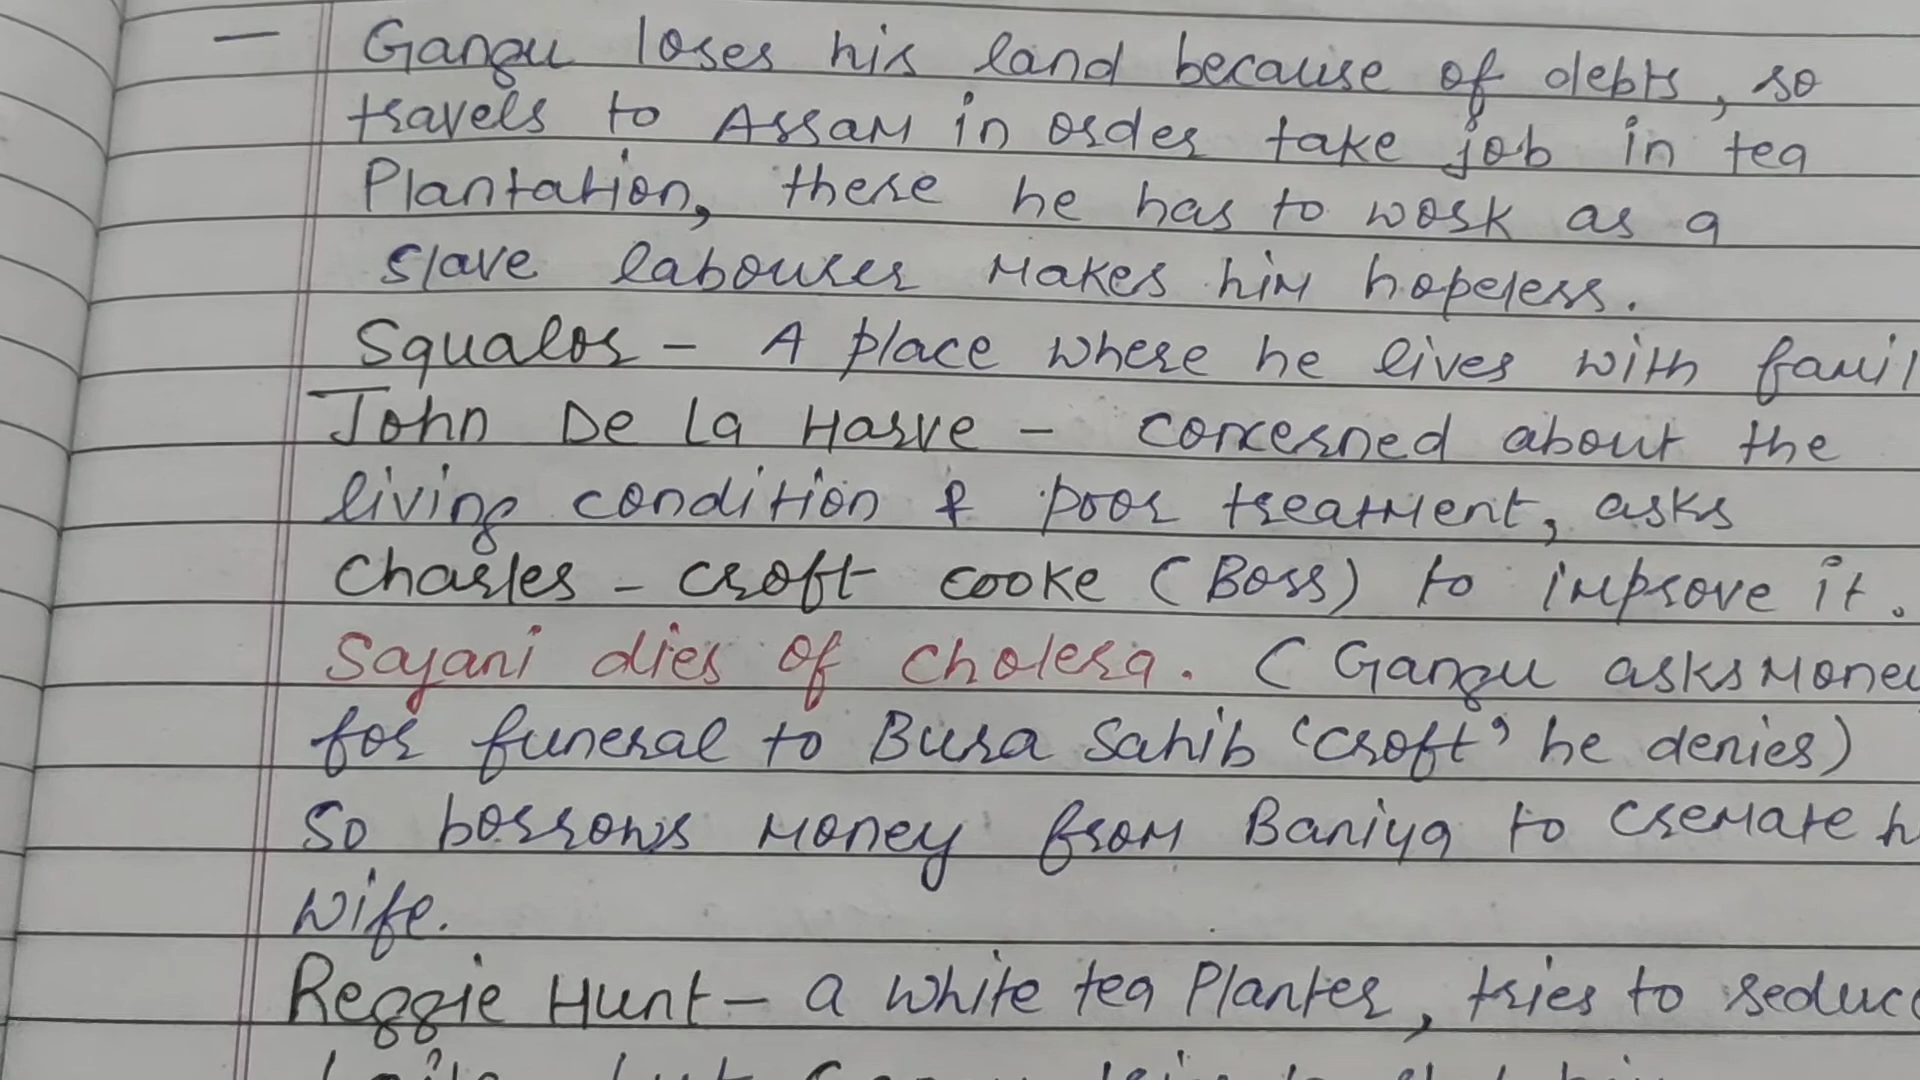 — Gangu loses his land because of debts, so
travels to Assam in order take job in tea
Plantation, there he has to work as a
slave labourer makes him hopeless.
Squalor - A place where he lives with famil
John De La Harve - concerned about the
living condition & poor treatment, asks
Charles - croft cooke (Boss) to improve it.
Sajani dies of cholera. (Gangu asks Money
for funeral to Bura Sahib 'croft' he denies)
So borrows money from Baniya to cremate h
wife.
Reggie Hunt - a white tea Planter, tries to seduce